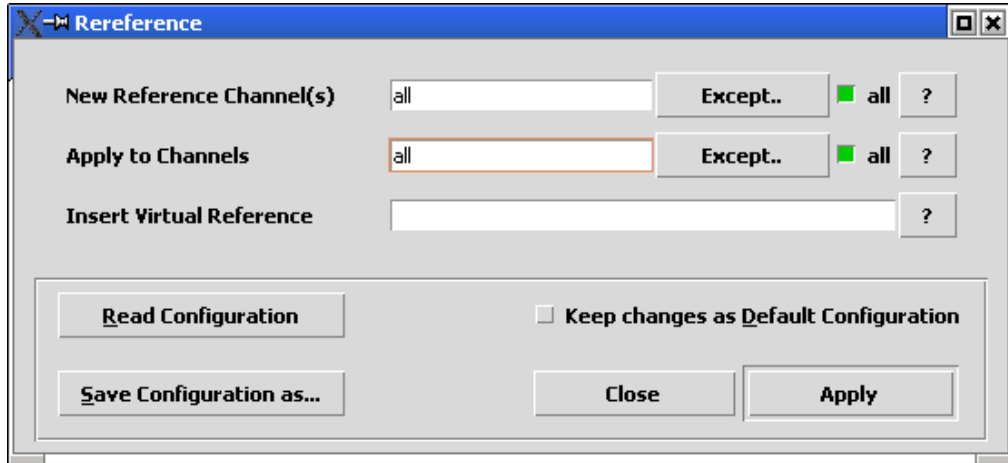 Rereference
New Reference Channel(s) all Except.. all ?
Apply to Channels all Except.. all ?
Insert Virtual Reference ?
Read Configuration Keep changes as Default Configuration
Save Configuration as... Close Apply